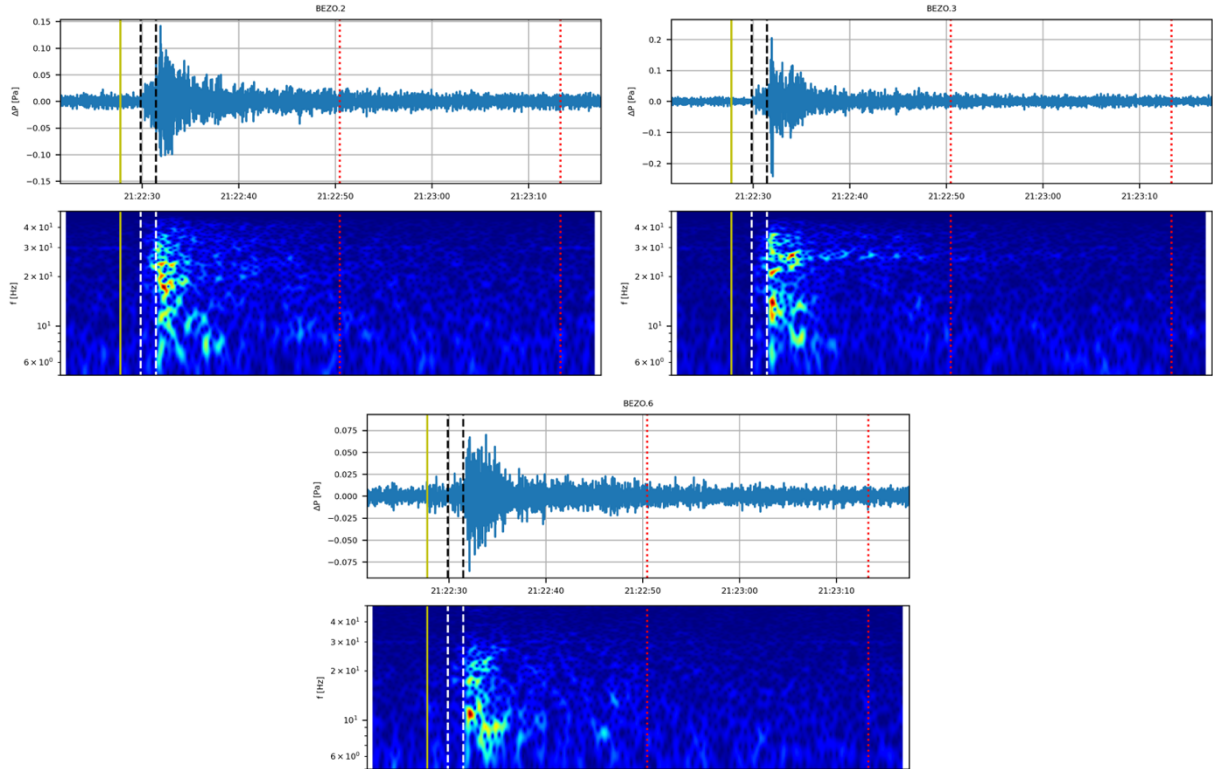 BEZO.2
0.15
0.10
0.05
0.00
−0.05
−0.10
−0.15
ΔP [Pa]
21:22:30 21:22:40 21:22:50 21:23:00 21:23:10
4 × 10¹
3 × 10¹
2 × 10¹
10¹
6 × 10⁰
f [Hz]
BEZO.3
0.2
0.1
0.0
−0.1
−0.2
ΔP [Pa]
21:22:30 21:22:40 21:22:50 21:23:00 21:23:10
4 × 10¹
3 × 10¹
2 × 10¹
10¹
6 × 10⁰
f [Hz]
BEZO.6
0.075
0.050
0.025
0.000
−0.025
−0.050
−0.075
ΔP [Pa]
21:22:30 21:22:40 21:22:50 21:23:00 21:23:10
4 × 10¹
3 × 10¹
2 × 10¹
10¹
6 × 10⁰
f [Hz]